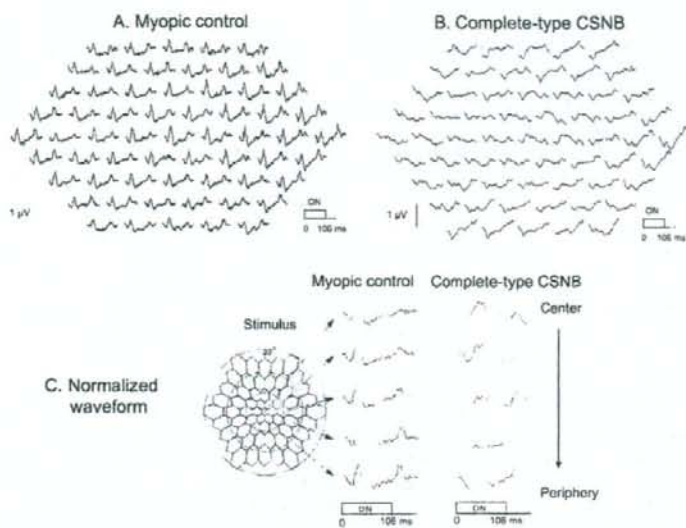 A. Myopic control
B. Complete-type CSNB
1 μV
ON
0 106 ms
1 μV
ON
0 106 ms
Myopic control
Complete-type CSNB
Stimulus
Center
C. Normalized
waveform
Periphery
ON
0 106 ms
ON
0 106 ms